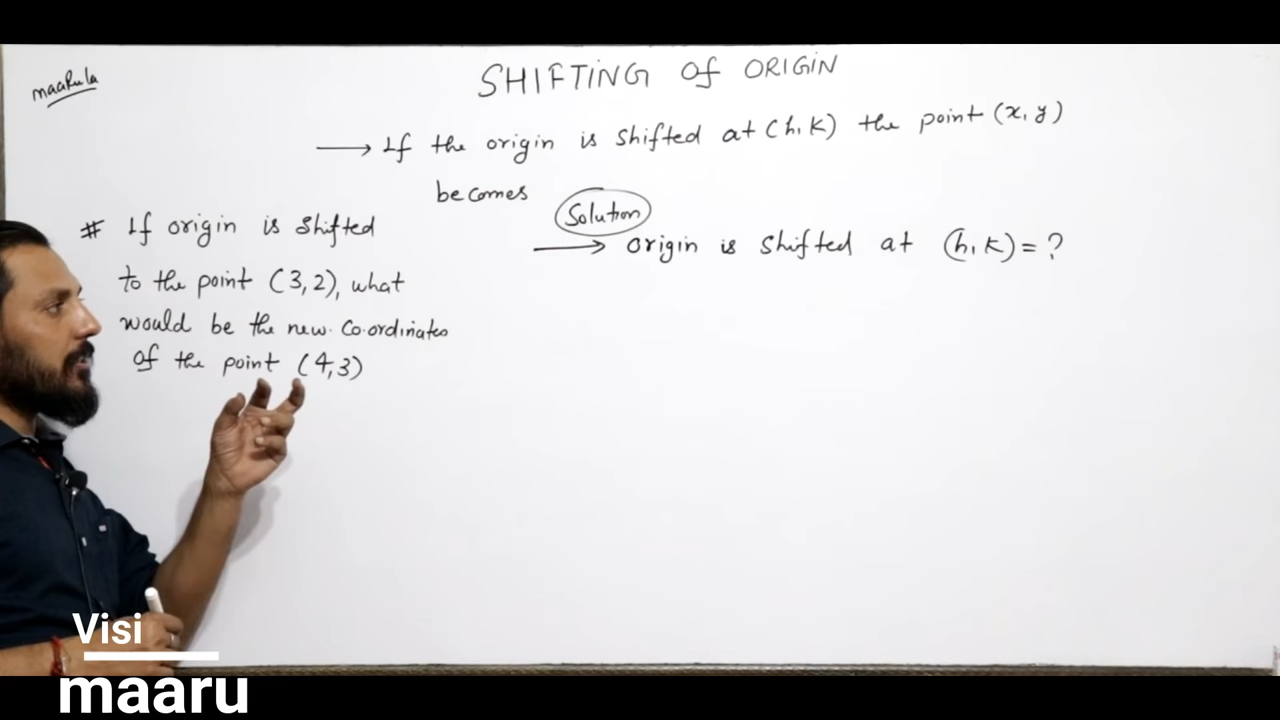 maaRula
SHIFTING Of ORIGIN
→ If the origin is shifted at (h, k) the point (x, y)
becomes
# If origin is shifted
to the point (3,2), what
would be the new co-ordinates
of the point (4,3)
Solution
→ origin is shifted at (h, k) = ?
Visi
maaru